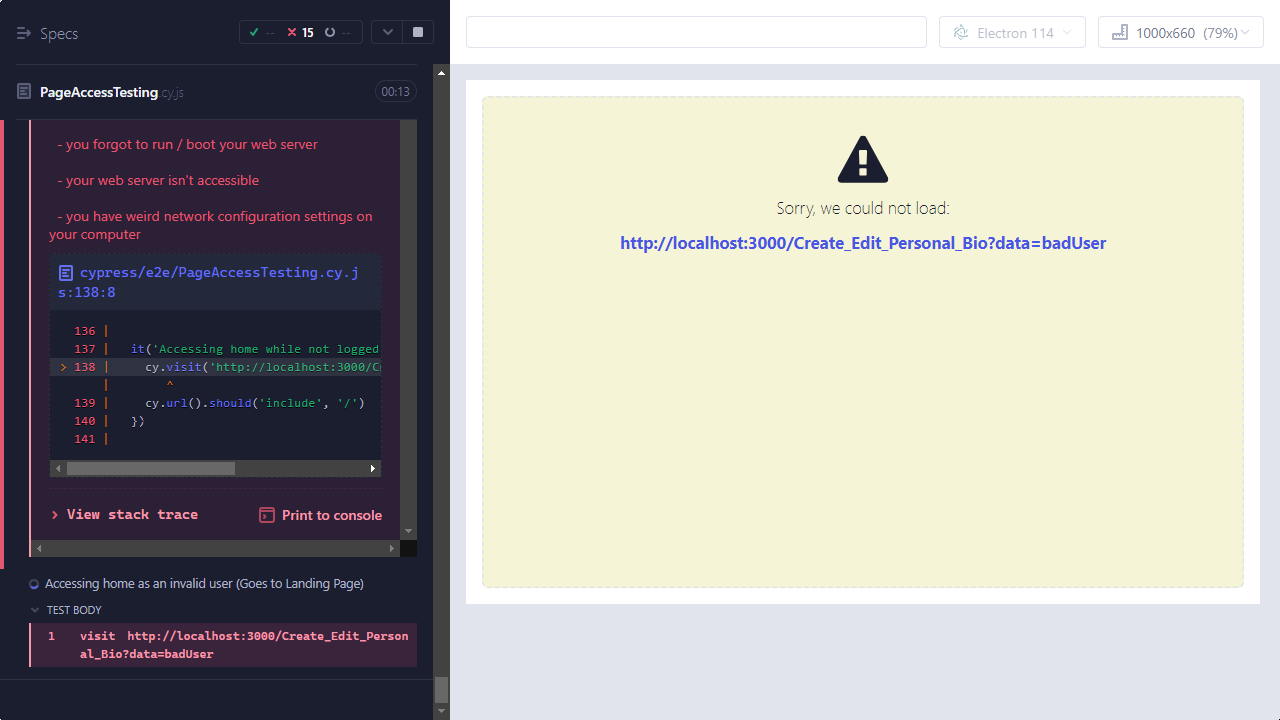 Specs
-- 15 --
Electron 114
1000x660 (79%)
PageAccessTesting.cy.js
00:13
- you forgot to run / boot your web server
- your web server isn't accessible
- you have weird network configuration settings on
your computer
cypress/e2e/PageAccessTesting.cy.j
s:138:8
136 |
137 | it('Accessing home while not logged
> 138 | cy.visit('http://localhost:3000/C
| ^
139 | cy.url().should('include', '/')
140 | })
141 |
> View stack trace
Print to console
Accessing home as an invalid user (Goes to Landing Page)
TEST BODY
1 visit http://localhost:3000/Create_Edit_Person
al_Bio?data=badUser
Sorry, we could not load:
http://localhost:3000/Create_Edit_Personal_Bio?data=badUser